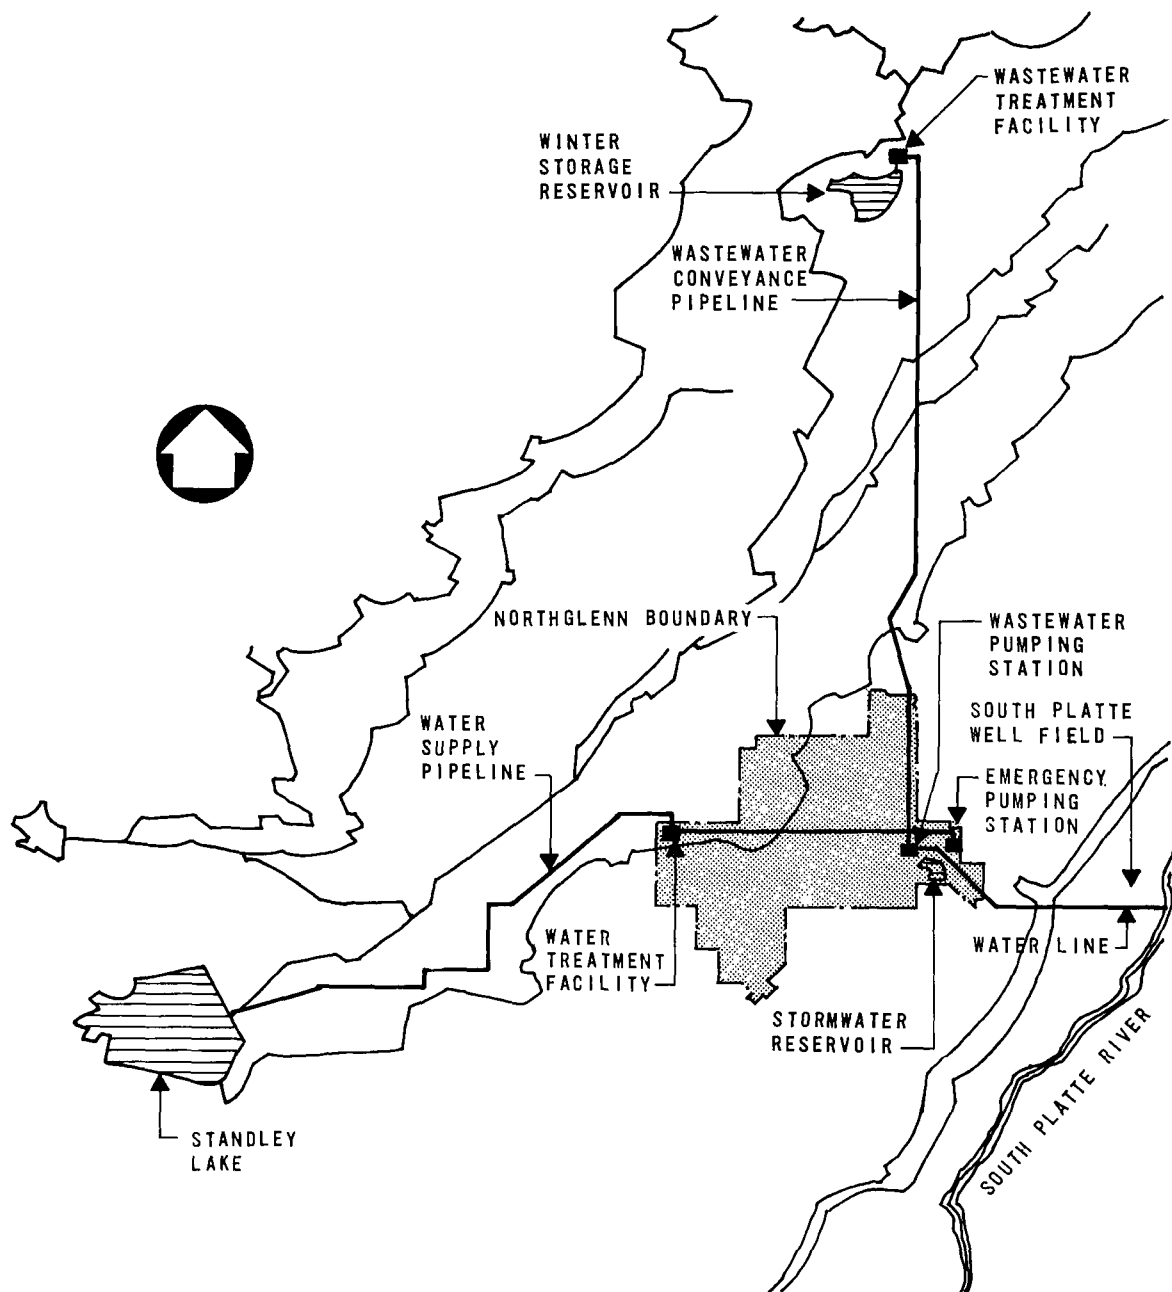 WASTEWATER
TREATMENT
FACILITY
WINTER
STORAGE
RESERVOIR
WASTEWATER
CONVEYANCE
PIPELINE
NORTHGLENN BOUNDARY
WASTEWATER
PUMPING
STATION
WATER
SUPPLY
PIPELINE
SOUTH PLATTE
WELL FIELD
EMERGENCY
PUMPING
STATION
WATER
TREATMENT
FACILITY
WATER LINE
STORMWATER
RESERVOIR
SOUTH PLATTE RIVER
STANDLEY
LAKE